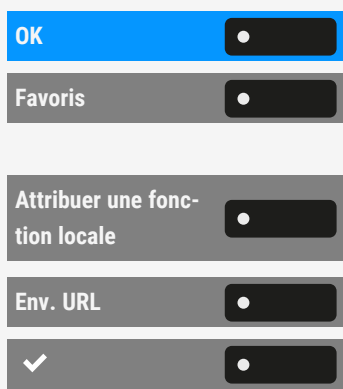 OK
Favoris
Attribuer une fonc-
tion locale
Env. URL